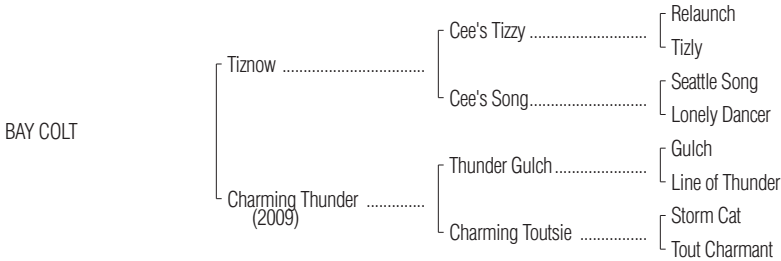 Relaunch
Cee's Tizzy ..............................
Tizly
Tiznow ....................................
Seattle Song
Cee's Song..............................
Lonely Dancer
BAY COLT
Gulch
Thunder Gulch........................
Line of Thunder
Charming Thunder ...............
(2009)
Storm Cat
Charming Toutsie .................
Tout Charmant